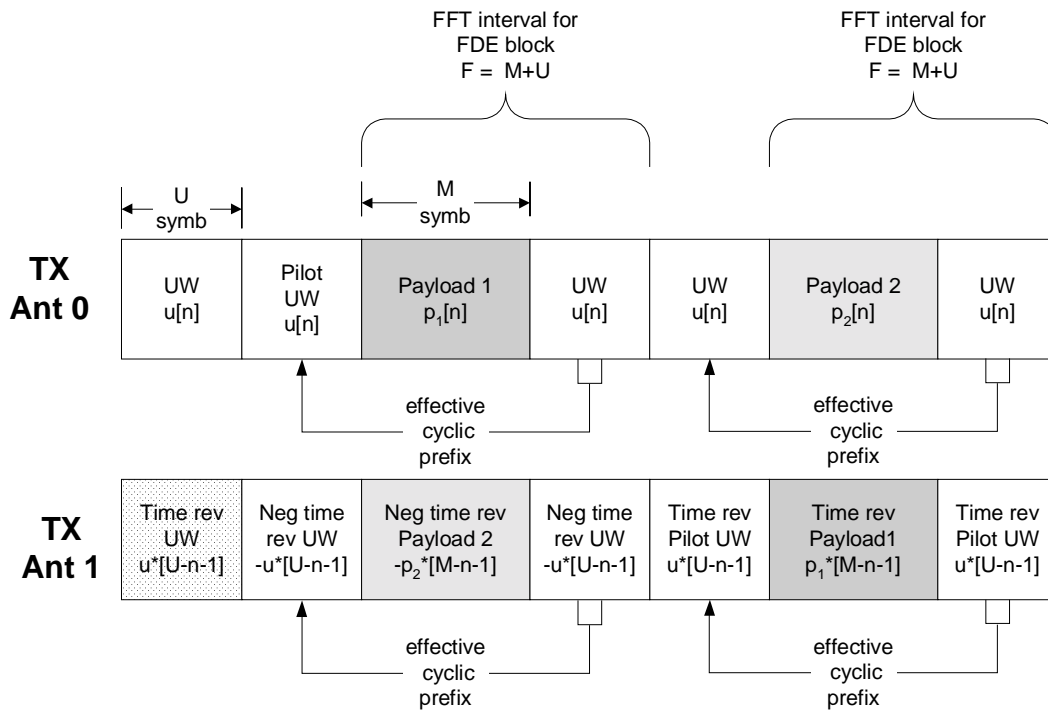 FFT interval for
FDE block
F = M+U
FFT interval for
FDE block
F = M+U
U
symb
M
symb
TX
Ant 0
UW
u[n]
Pilot
UW
u[n]
Payload 1
p₁[n]
UW
u[n]
UW
u[n]
Payload 2
p₂[n]
UW
u[n]
effective
cyclic
prefix
effective
cyclic
prefix
TX
Ant 1
Time rev
UW
u*[U-n-1]
Neg time
rev UW
-u*[U-n-1]
Neg time rev
Payload 2
-p₂*[M-n-1]
Neg time
rev UW
-u*[U-n-1]
Time rev
Pilot UW
u*[U-n-1]
Time rev
Payload1
p₁*[M-n-1]
Time rev
Pilot UW
u*[U-n-1]
effective
cyclic
prefix
effective
cyclic
prefix